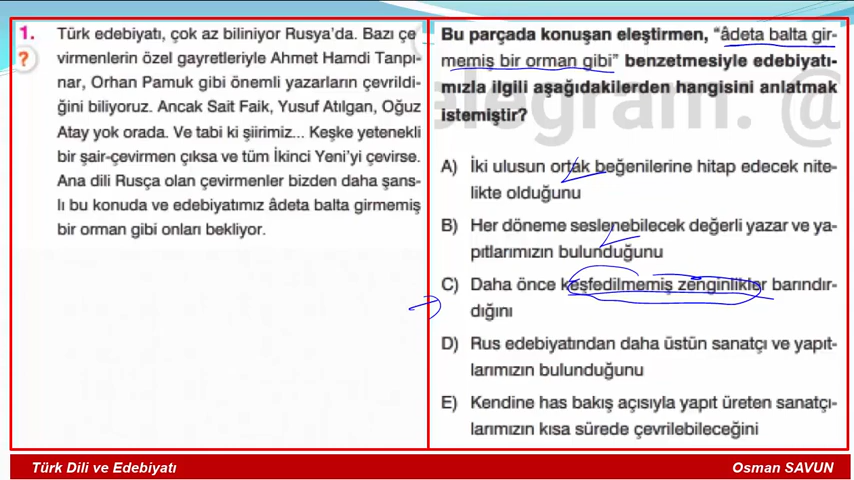 1. Türk edebiyatı, çok az biliniyor Rusya'da. Bazı çe-
?
virmenlerin özel gayretleriyle Ahmet Hamdi Tanpı-
nar, Orhan Pamuk gibi önemli yazarların çevrildi-
ğini biliyoruz. Ancak Sait Faik, Yusuf Atılgan, Oğuz
Atay yok orada. Ve tabi ki şiirimiz... Keşke yetenekli
bir şair-çevirmen çıksa ve tüm İkinci Yeni'yi çevirse.
Ana dili Rusça olan çevirmenler bizden daha şans-
lı bu konuda ve edebiyatımız âdeta balta girmemiş
bir orman gibi onları bekliyor.
Bu parçada konuşan eleştirmen, "âdeta balta gir-
memiş bir orman gibi" benzetmesiyle edebiyatı-
mızla ilgili aşağıdakilerden hangisini anlatmak
istemiştir?
A) İki ulusun ortak beğenilerine hitap edecek nite-
likte olduğunu
B) Her döneme seslenebilecek değerli yazar ve ya-
pıtlarımızın bulunduğunu
C) Daha önce keşfedilmemiş zenginlikler barındır-
dığını
D) Rus edebiyatından daha üstün sanatçı ve yapıt-
larımızın bulunduğunu
E) Kendine has bakış açısıyla yapıt üreten sanatçı-
larımızın kısa sürede çevrilebileceğini
Türk Dili ve Edebiyatı
Osman SAVUN